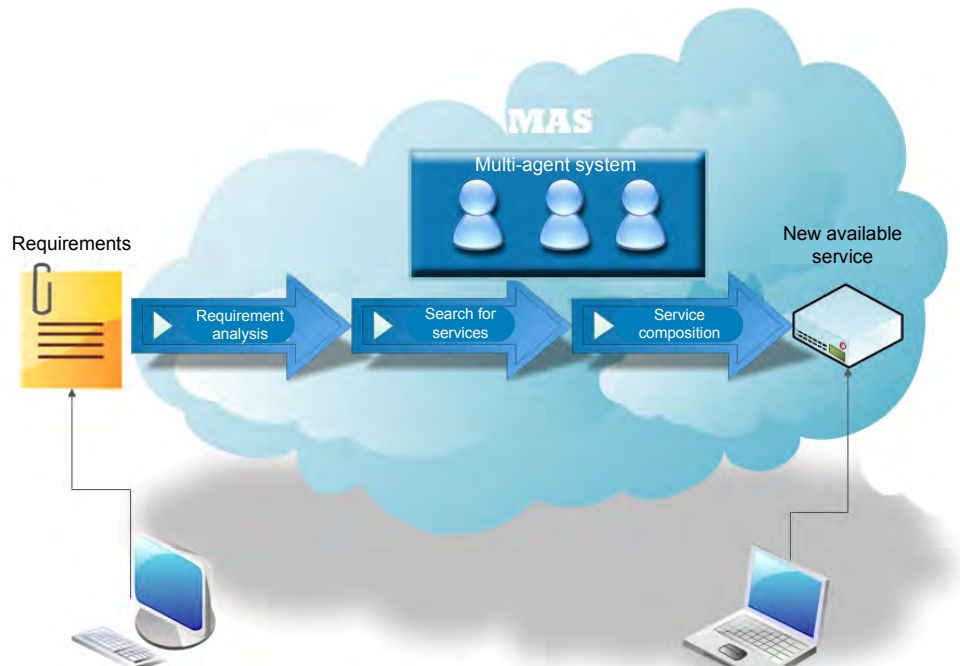 MAS
Multi-agent system
Requirements
New available
service
Requirement
analysis
Search for
services
Service
composition